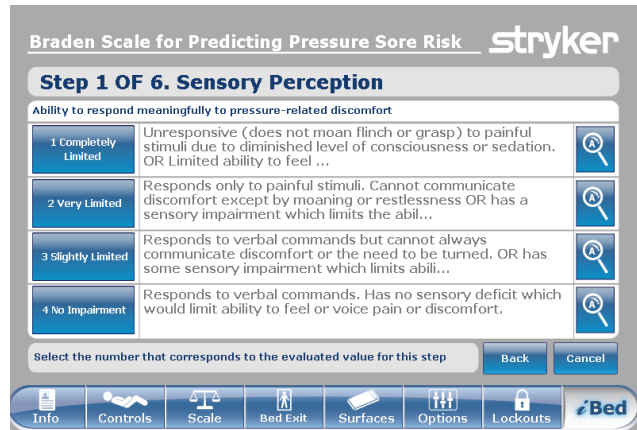 Braden Scale for Predicting Pressure Sore Risk
stryker
Step 1 OF 6. Sensory Perception
Ability to respond meaningfully to pressure-related discomfort
1 Completely
Limited
Unresponsive (does not moan flinch or grasp) to painful
stimuli due to diminished level of consciousness or sedation.
OR Limited ability to feel ...
A
2 Very Limited
Responds only to painful stimuli. Cannot communicate
discomfort except by moaning or restlessness OR has a
sensory impairment which limits the abil...
A
3 Slightly Limited
Responds to verbal commands but cannot always
communicate discomfort or the need to be turned. OR has
some sensory impairment which limits abili...
A
4 No Impairment
Responds to verbal commands. Has no sensory deficit which
would limit ability to feel or voice pain or discomfort.
A
Select the number that corresponds to the evaluated value for this step
Back
Cancel
Info
Controls
Scale
Bed Exit
Surfaces
Options
Lockouts
iBed